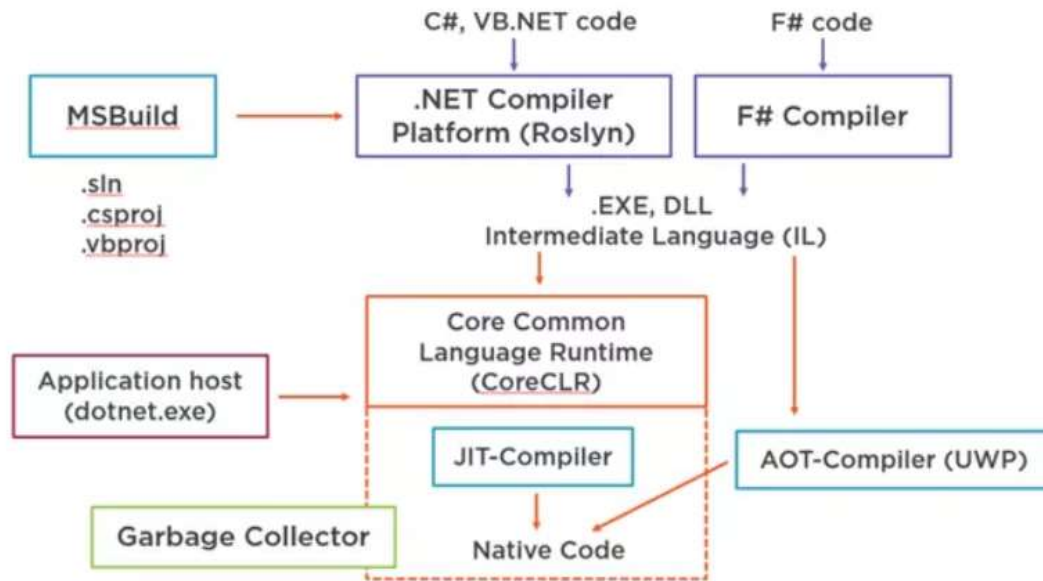 C#, VB.NET code
F# code
MSBuild
.NET Compiler
Platform (Roslyn)
F# Compiler
.sln
.csproj
.vbproj
.EXE, DLL
Intermediate Language (IL)
Core Common
Language Runtime
(CoreCLR)
Application host
(dotnet.exe)
JIT-Compiler
AOT-Compiler (UWP)
Garbage Collector
Native Code